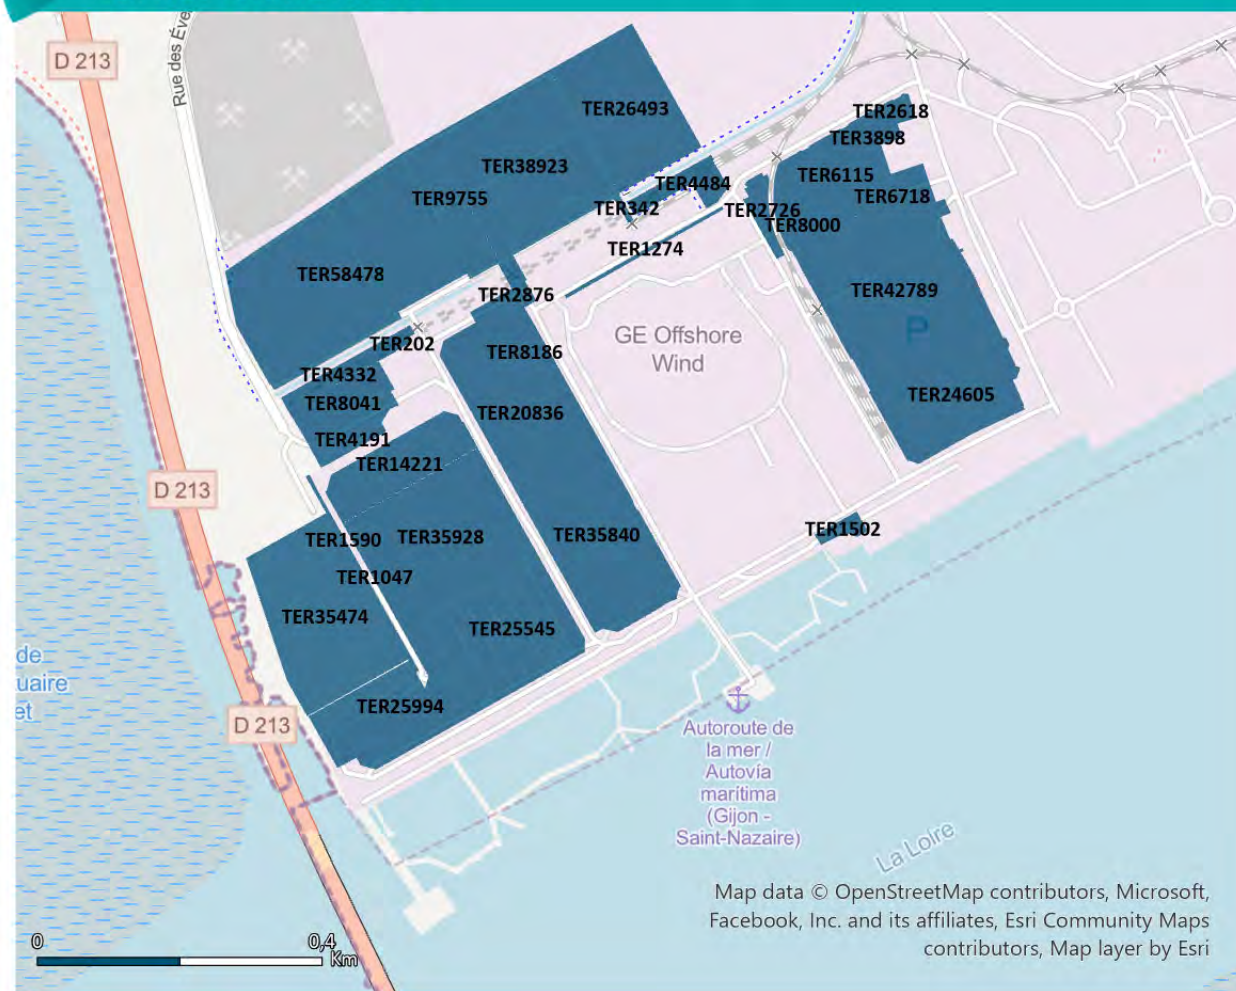 D 213
Rue des Éve
TER26493
TER2618
TER3898
TER38923
TER4484
TER6115
TER9755
TER342
TER6718
TER2726
TER8000
TER1274
TER58478
TER2876
TER42789
P
GE Offshore
Wind
TER202
TER8186
TER4332
TER8041
TER24605
TER20836
TER4191
TER14221
D 213
TER1502
TER1590
TER35928
TER35840
TER1047
TER35474
TER25545
de
uaire
et
TER25994
D 213
Autoroute de
la mer /
Autovía
marítima
(Gijon -
Saint-Nazaire)
La Loire
Map data © OpenStreetMap contributors, Microsoft,
Facebook, Inc. and its affiliates, Esri Community Maps
contributors, Map layer by Esri
0 0,4
Km